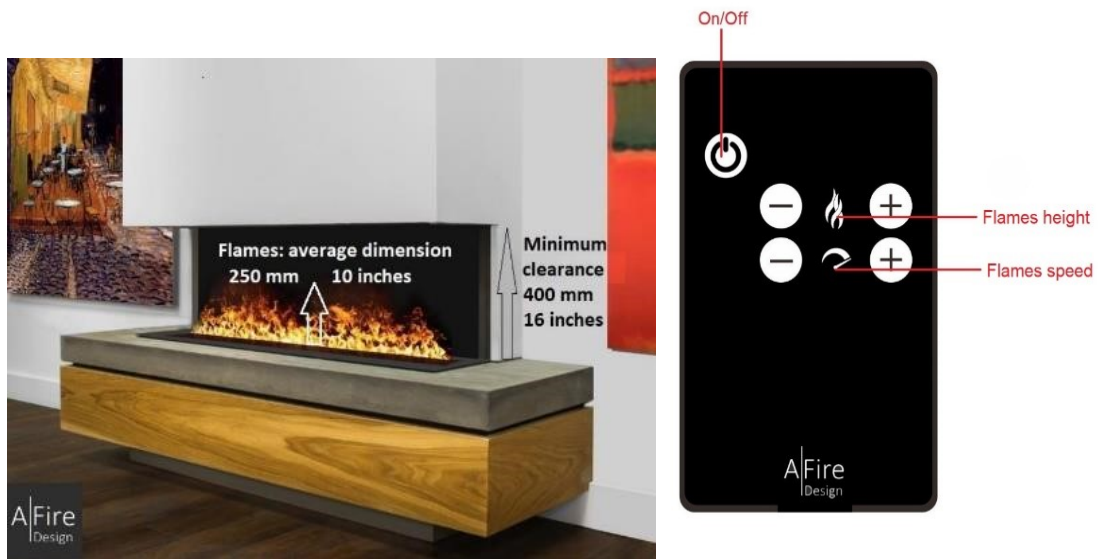 Flames: average dimension
250 mm 10 inches
Minimum
clearance
400 mm
16 inches
A Fire
Design
On/Off
Flames height
Flames speed
A Fire
Design